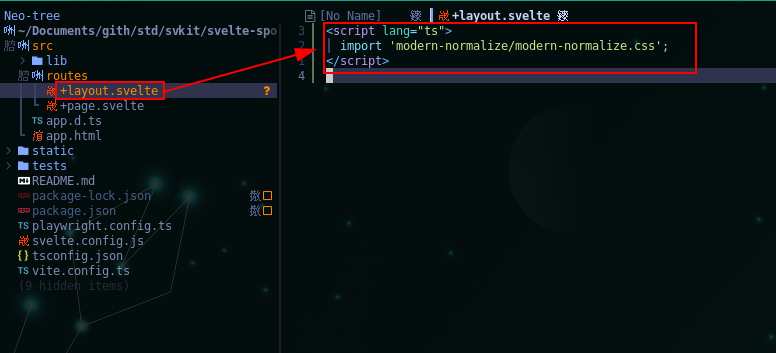 Neo-tree
~/Documents/gith/std/svkit/svelte-spo
src
lib
routes
+layout.svelte ?
+page.svelte
TS app.d.ts
app.html
static
tests
README.md
package-lock.json
package.json
TS playwright.config.ts
svelte.config.js
{} tsconfig.json
TS vite.config.ts
(9 hidden items)
[No Name] +layout.svelte
3 <script lang="ts">
2 import 'modern-normalize/modern-normalize.css';
1 </script>
4